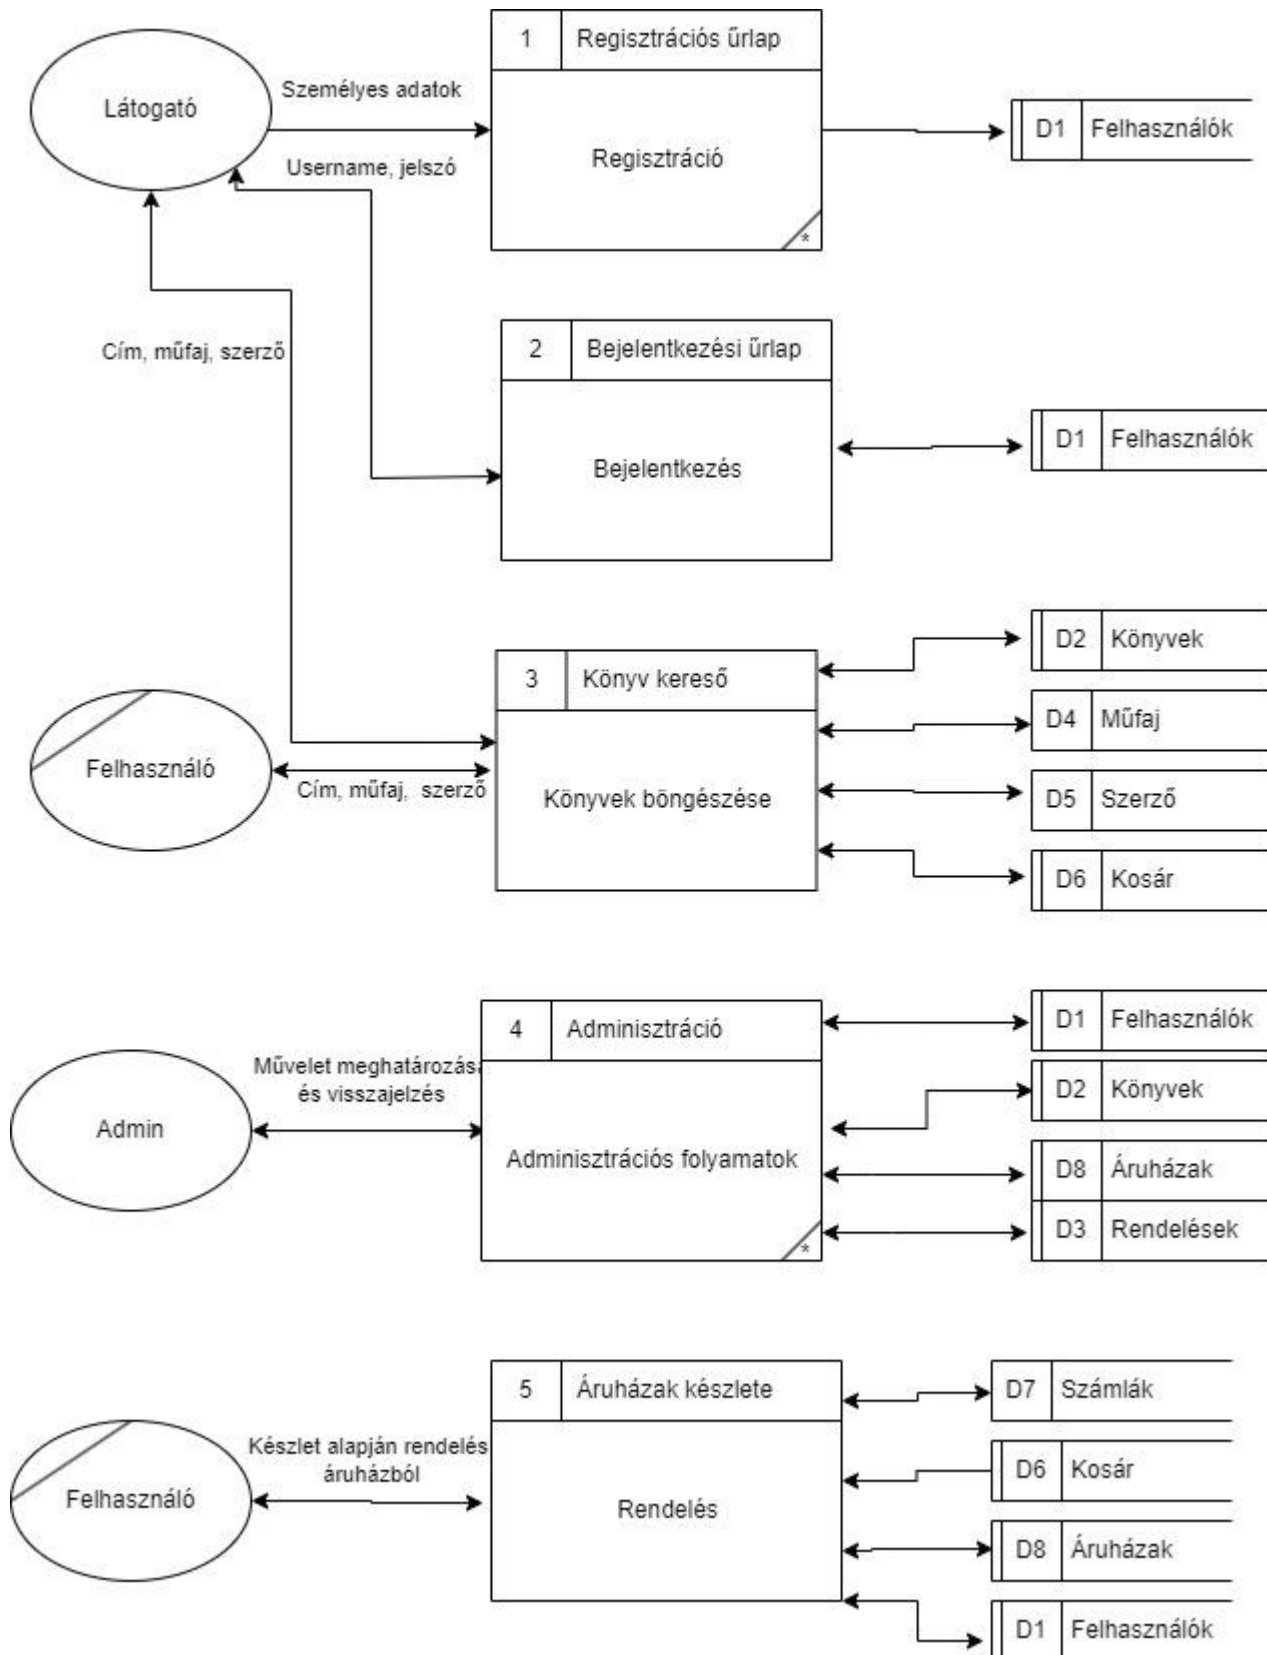 1 Regisztrációs űrlap
Személyes adatok
Látogató
D1 Felhasználók
Regisztráció
Username, jelszó
*
Cím, műfaj, szerző
2 Bejelentkezési űrlap
D1 Felhasználók
Bejelentkezés
D2 Könyvek
3 Könyv kereső
D4 Műfaj
Felhasználó
Cím, műfaj, szerző
Könyvek böngészése
D5 Szerző
D6 Kosár
4 Adminisztráció
D1 Felhasználók
Művelet meghatározása
és visszajelzés
D2 Könyvek
Admin
Adminisztrációs folyamatok
D8 Áruházak
D3 Rendelések
*
5 Áruházak készlete
D7 Számlák
Készlet alapján rendelés
áruházból
D6 Kosár
Felhasználó
Rendelés
D8 Áruházak
D1 Felhasználók